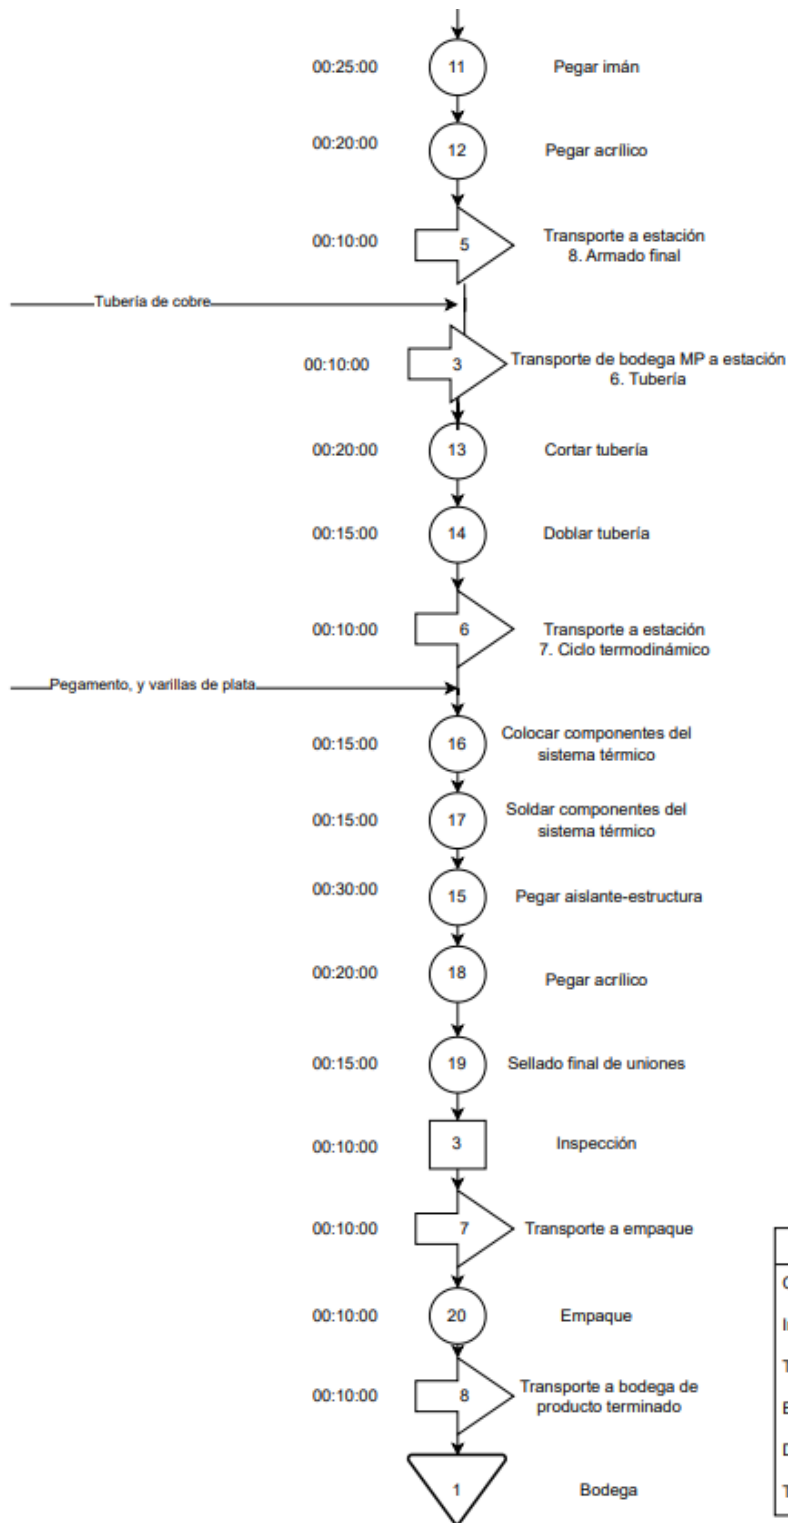 00:25:00 11 Pegar imán
00:20:00 12 Pegar acrílico
00:10:00 5 Transporte a estación
8. Armado final
Tubería de cobre
00:10:00 3 Transporte de bodega MP a estación
6. Tubería
00:20:00 13 Cortar tubería
00:15:00 14 Doblar tubería
00:10:00 6 Transporte a estación
7. Ciclo termodinámico
Pegamento, y varillas de plata
00:15:00 16 Colocar componentes del
sistema térmico
00:15:00 17 Soldar componentes del
sistema térmico
00:30:00 15 Pegar aislante-estructura
00:20:00 18 Pegar acrílico
00:15:00 19 Sellado final de uniones
00:10:00 3 Inspección
00:10:00 7 Transporte a empaque
00:10:00 20 Empaque
00:10:00 8 Transporte a bodega de
producto terminado
1 Bodega